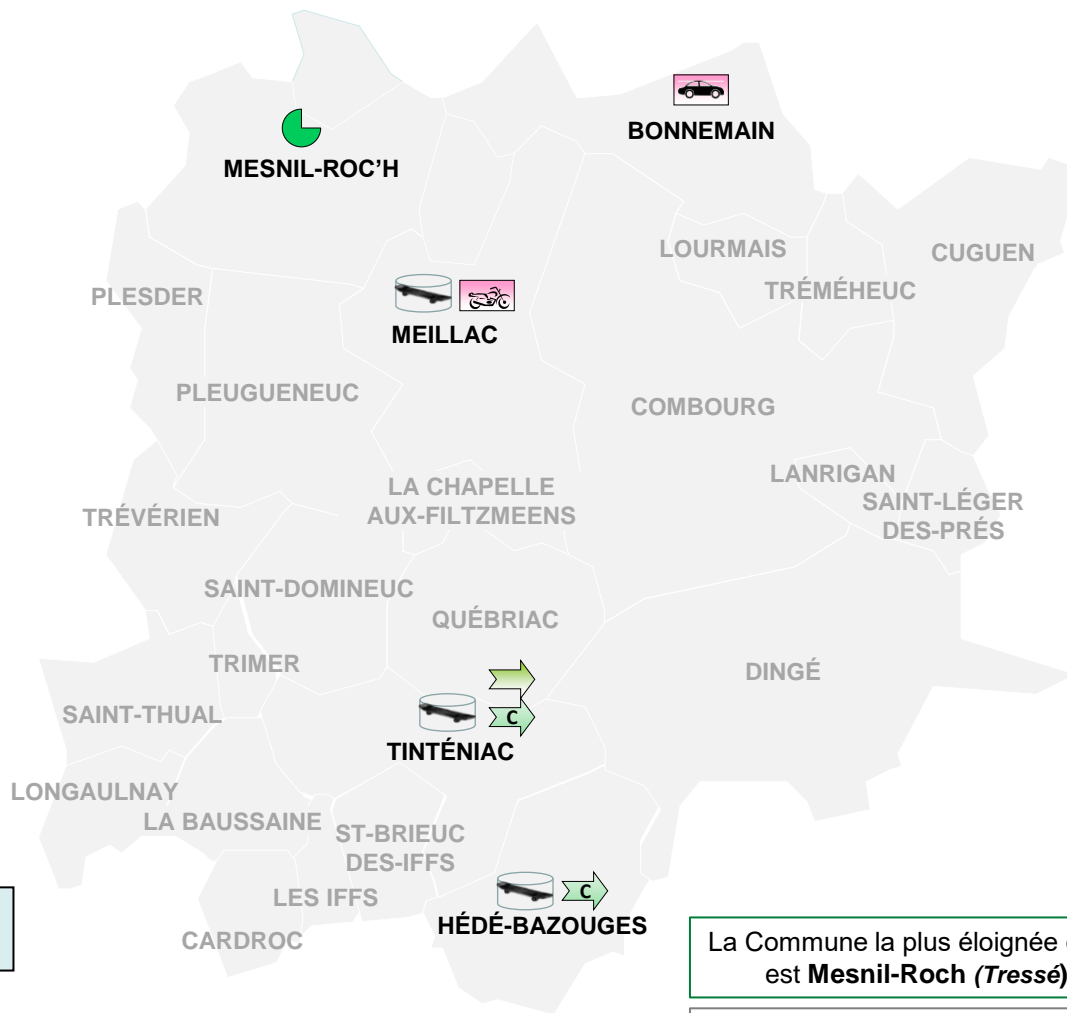 BONNEMAIN
MESNIL-ROC'H
LOURMAIS
CUGUEN
TRÉMÉHEUC
PLESDER
MEILLAC
PLEUGUENEUC
COMBOURG
LANRIGAN
LA CHAPELLE
AUX-FILTZMEENS
SAINT-LÉGER
DES-PRÉS
TRÉVÉRIEN
SAINT-DOMINEUC
QUÉBRIAC
TRIMER
DINGÉ
SAINT-THUAL
C
TINTÉNIAC
LONGAULNAY
LA BAUSSAINE
ST-BRIEUC
DES-IFFS
C
LES IFFS
HÉDÉ-BAZOUGES
CARDROC
La Commune la plus éloignée
est Mesnil-Roch (Tressé)